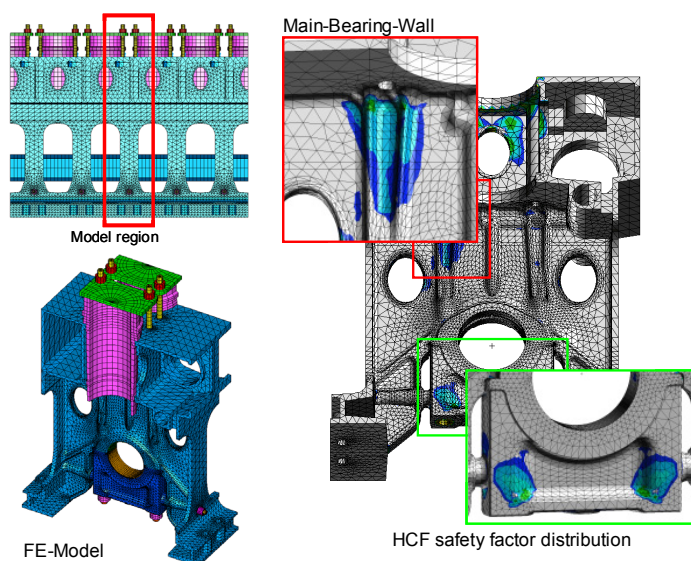 Main-Bearing-Wall
Model region
FE-Model
HCF safety factor distribution